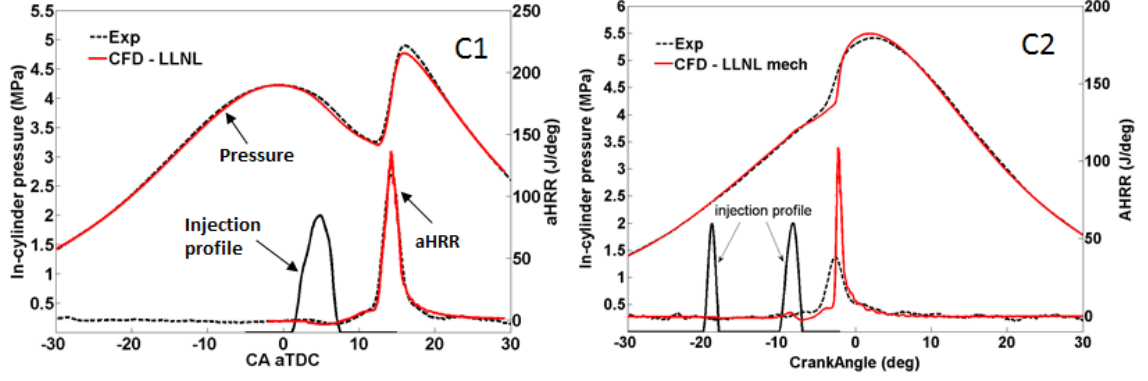 5.5
5
4.5
4
3.5
3
2.5
2
1.5
1
0.5
In-cylinder pressure (MPa)
Exp
CFD - LLNL
C1
Pressure
Injection
profile
aHRR
250
200
150
100
50
0
aHRR (J/deg)
-30 -20 -10 0 10 20 30
CA aTDC
6
5.5
5
4.5
4
3.5
3
2.5
2
1.5
1
0.5
In-cylinder pressure (MPa)
Exp
CFD - LLNL mech
C2
injection profile
200
150
100
50
0
AHRR (J/deg)
-30 -20 -10 0 10 20 30
CrankAngle (deg)